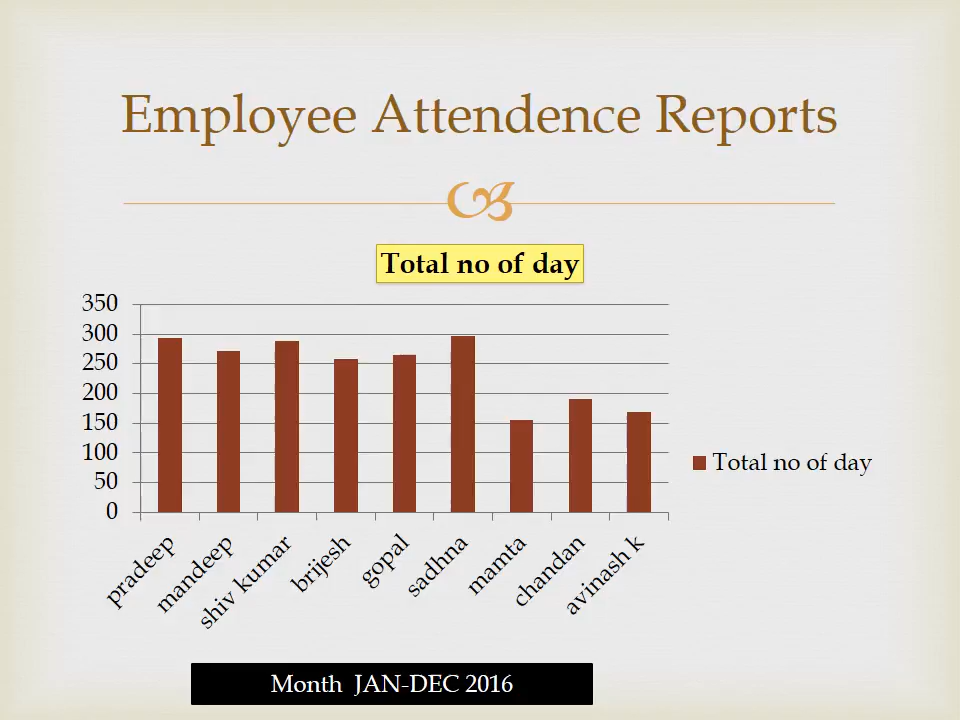 Employee Attendence Reports
Total no of day
350
300
250
200
150
100
50
0
pradeep
mandeep
shiv kumar
brijesh
gopal
sadhna
mamta
chandan
avinash k
Total no of day
Month JAN-DEC 2016